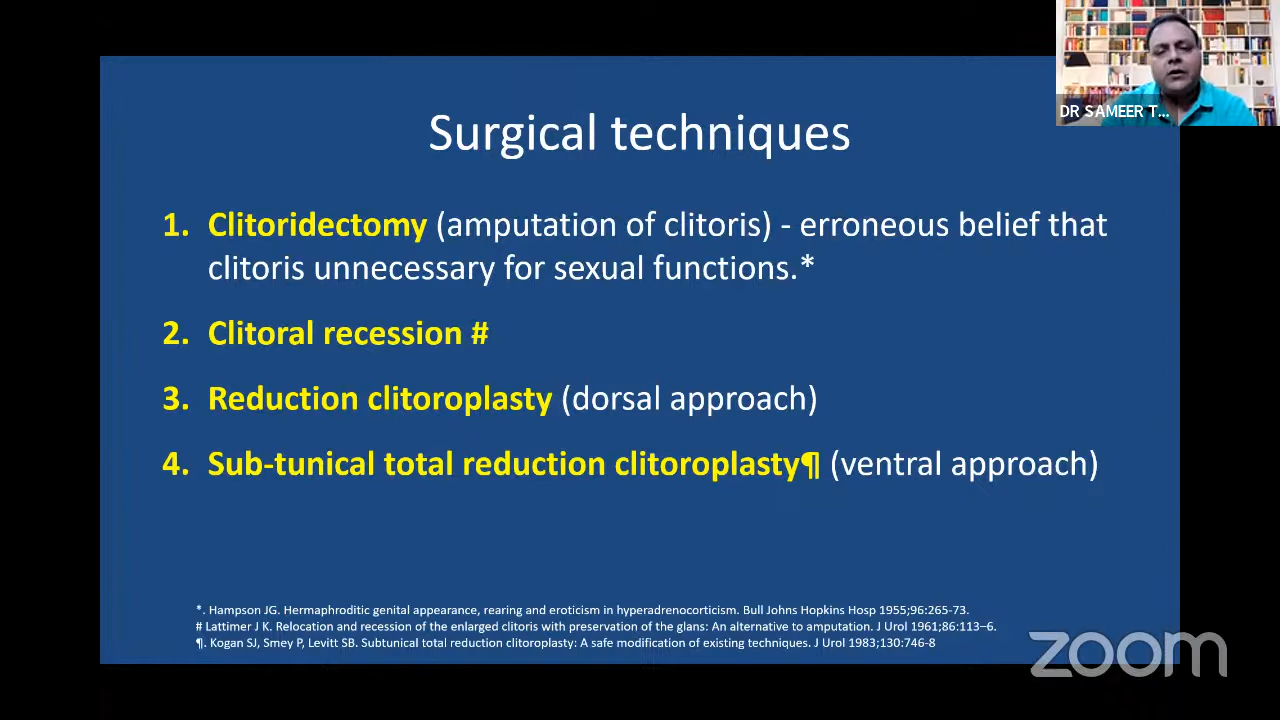 DR SAMEER T...
Surgical techniques
1. Clitoridectomy (amputation of clitoris) - erroneous belief that
clitoris unnecessary for sexual functions.*
2. Clitoral recession #
3. Reduction clitoroplasty (dorsal approach)
4. Sub-tunical total reduction clitoroplasty¶ (ventral approach)
*. Hampson JG. Hermaphroditic genital appearance, rearing and eroticism in hyperadrenocorticism. Bull Johns Hopkins Hosp 1955;96:265-73.
# Lattimer J K. Relocation and recession of the enlarged clitoris with preservation of the glans: An alternative to amputation. J Urol 1961;86:113–6.
¶. Kogan SJ, Smey P, Levitt SB. Subtunical total reduction clitoroplasty: A safe modification of existing techniques. J Urol 1983;130:746-8
zoom